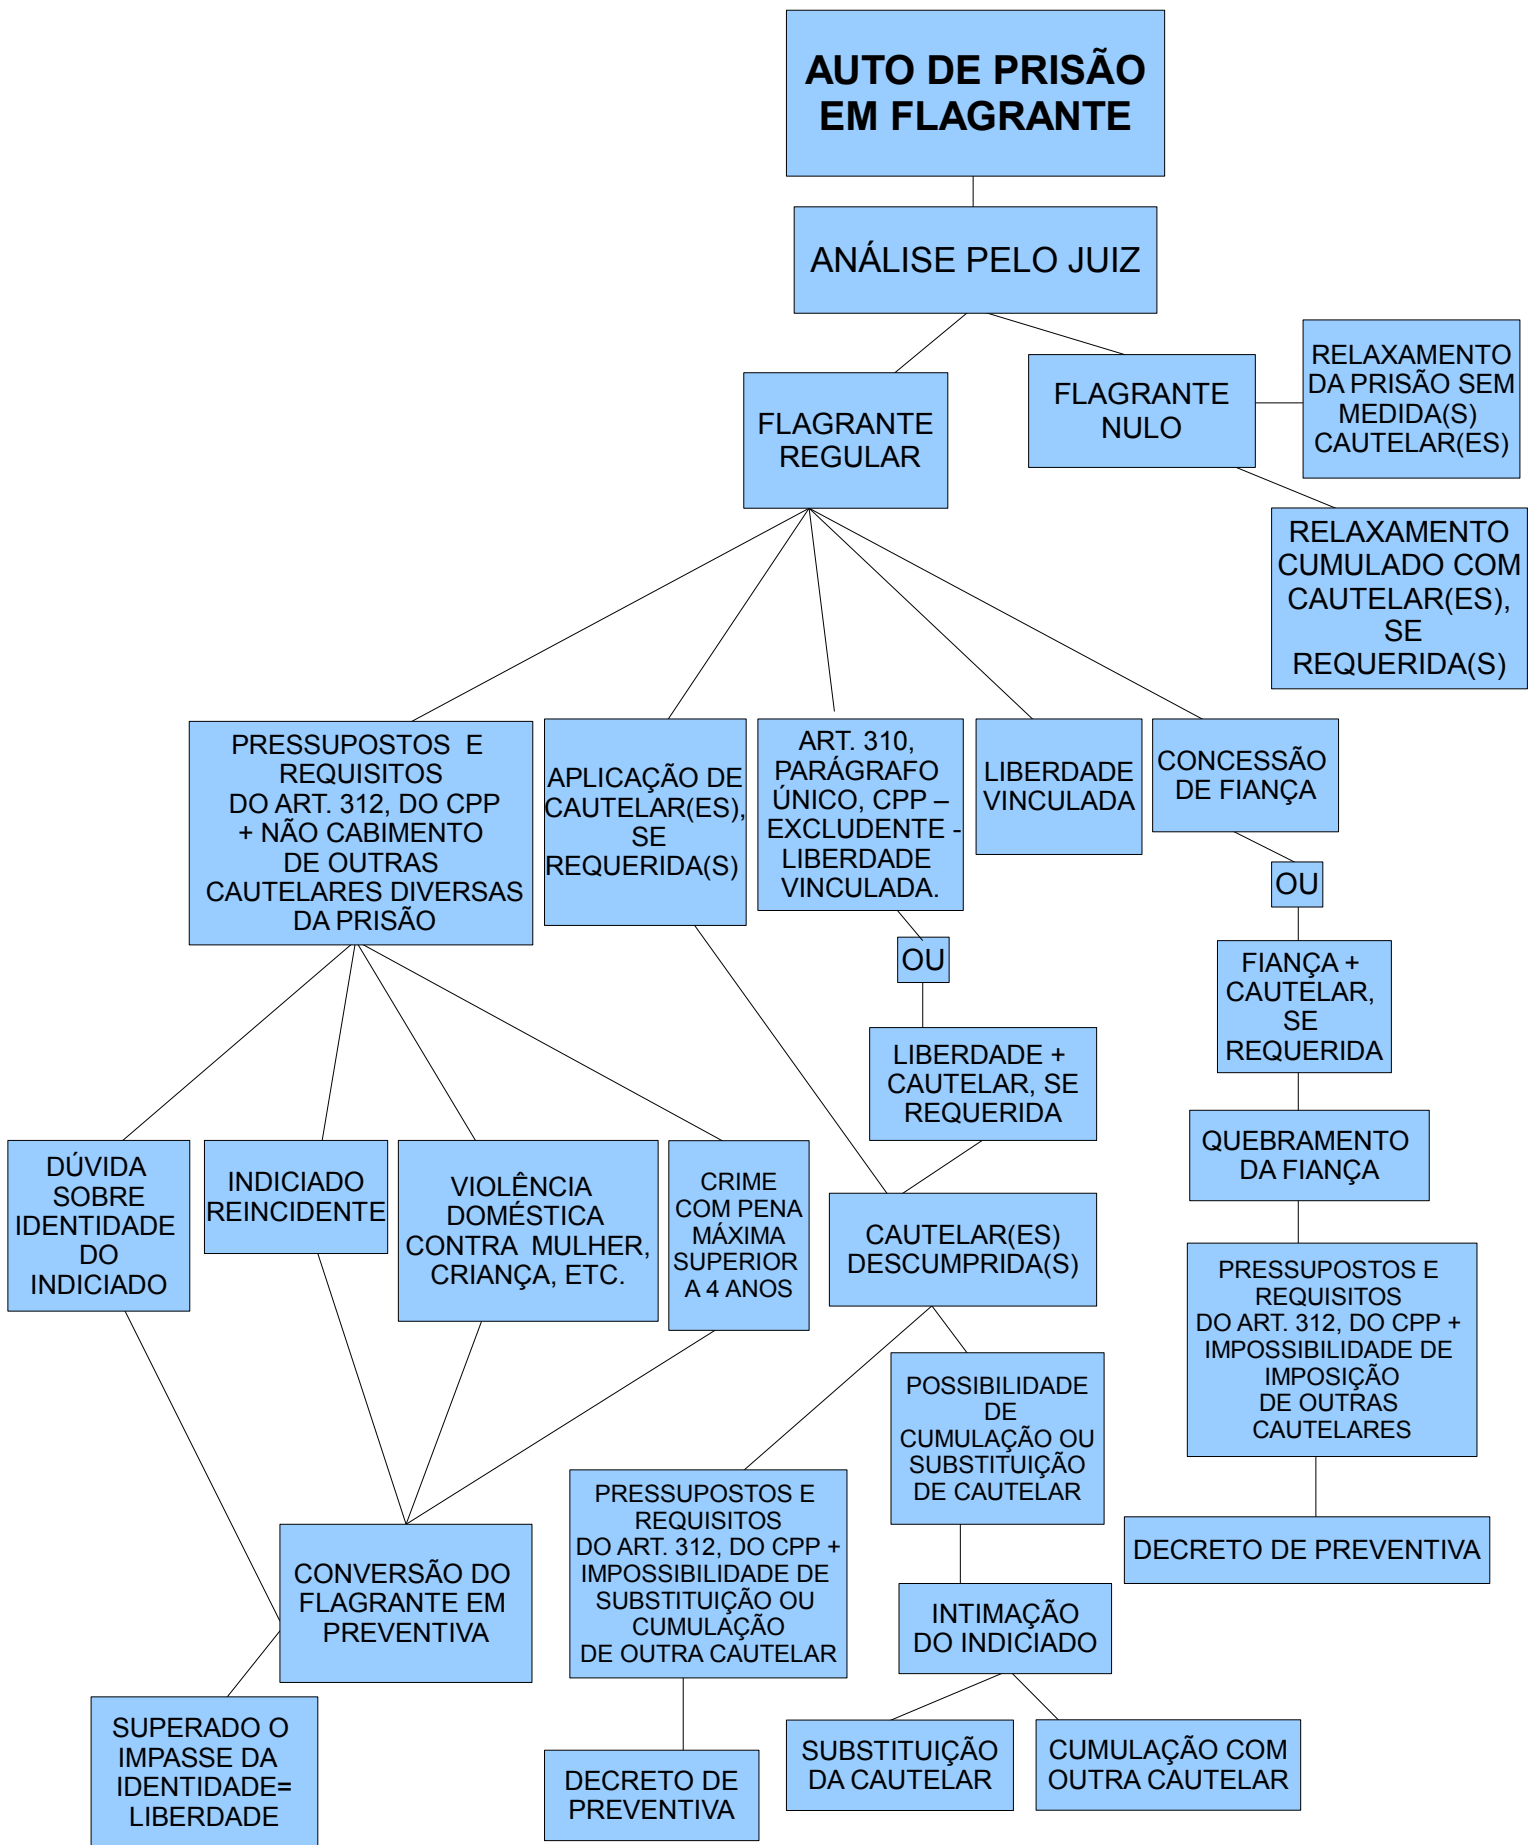 AUTO DE PRISÃO
EM FLAGRANTE
ANÁLISE PELO JUIZ
FLAGRANTE
REGULAR
FLAGRANTE
NULO
RELAXAMENTO
DA PRISÃO SEM
MEDIDA(S)
CAUTELAR(ES)
RELAXAMENTO
CUMULADO COM
CAUTELAR(ES),
SE
REQUERIDA(S)
PRESSUPOSTOS E
REQUISITOS
DO ART. 312, DO CPP
+ NÃO CABIMENTO
DE OUTRAS
CAUTELARES DIVERSAS
DA PRISÃO
APLICAÇÃO DE
CAUTELAR(ES),
SE
REQUERIDA(S)
ART. 310,
PARÁGRAFO
ÚNICO, CPP –
EXCLUDENTE -
LIBERDADE
VINCULADA.
LIBERDADE
VINCULADA
CONCESSÃO
DE FIANÇA
OU
OU
FIANÇA +
CAUTELAR,
SE
REQUERIDA
LIBERDADE +
CAUTELAR, SE
REQUERIDA
QUEBRAMENTO
DA FIANÇA
DÚVIDA
SOBRE
IDENTIDADE
DO
INDICIADO
INDICIADO
REINCIDENTE
VIOLÊNCIA
DOMÉSTICA
CONTRA MULHER,
CRIANÇA, ETC.
CRIME
COM PENA
MÁXIMA
SUPERIOR
A 4 ANOS
CAUTELAR(ES)
DESCUMPRIDA(S)
PRESSUPOSTOS E
REQUISITOS
DO ART. 312, DO CPP +
IMPOSSIBILIDADE DE
IMPOSIÇÃO
DE OUTRAS
CAUTELARES
POSSIBILIDADE
DE
CUMULAÇÃO OU
SUBSTITUIÇÃO
DE CAUTELAR
PRESSUPOSTOS E
REQUISITOS
DO ART. 312, DO CPP +
IMPOSSIBILIDADE DE
SUBSTITUIÇÃO OU
CUMULAÇÃO
DE OUTRA CAUTELAR
DECRETO DE PREVENTIVA
CONVERSÃO DO
FLAGRANTE EM
PREVENTIVA
INTIMAÇÃO
DO INDICIADO
SUPERADO O
IMPASSE DA
IDENTIDADE=
LIBERDADE
DECRETO DE
PREVENTIVA
SUBSTITUIÇÃO
DA CAUTELAR
CUMULAÇÃO COM
OUTRA CAUTELAR